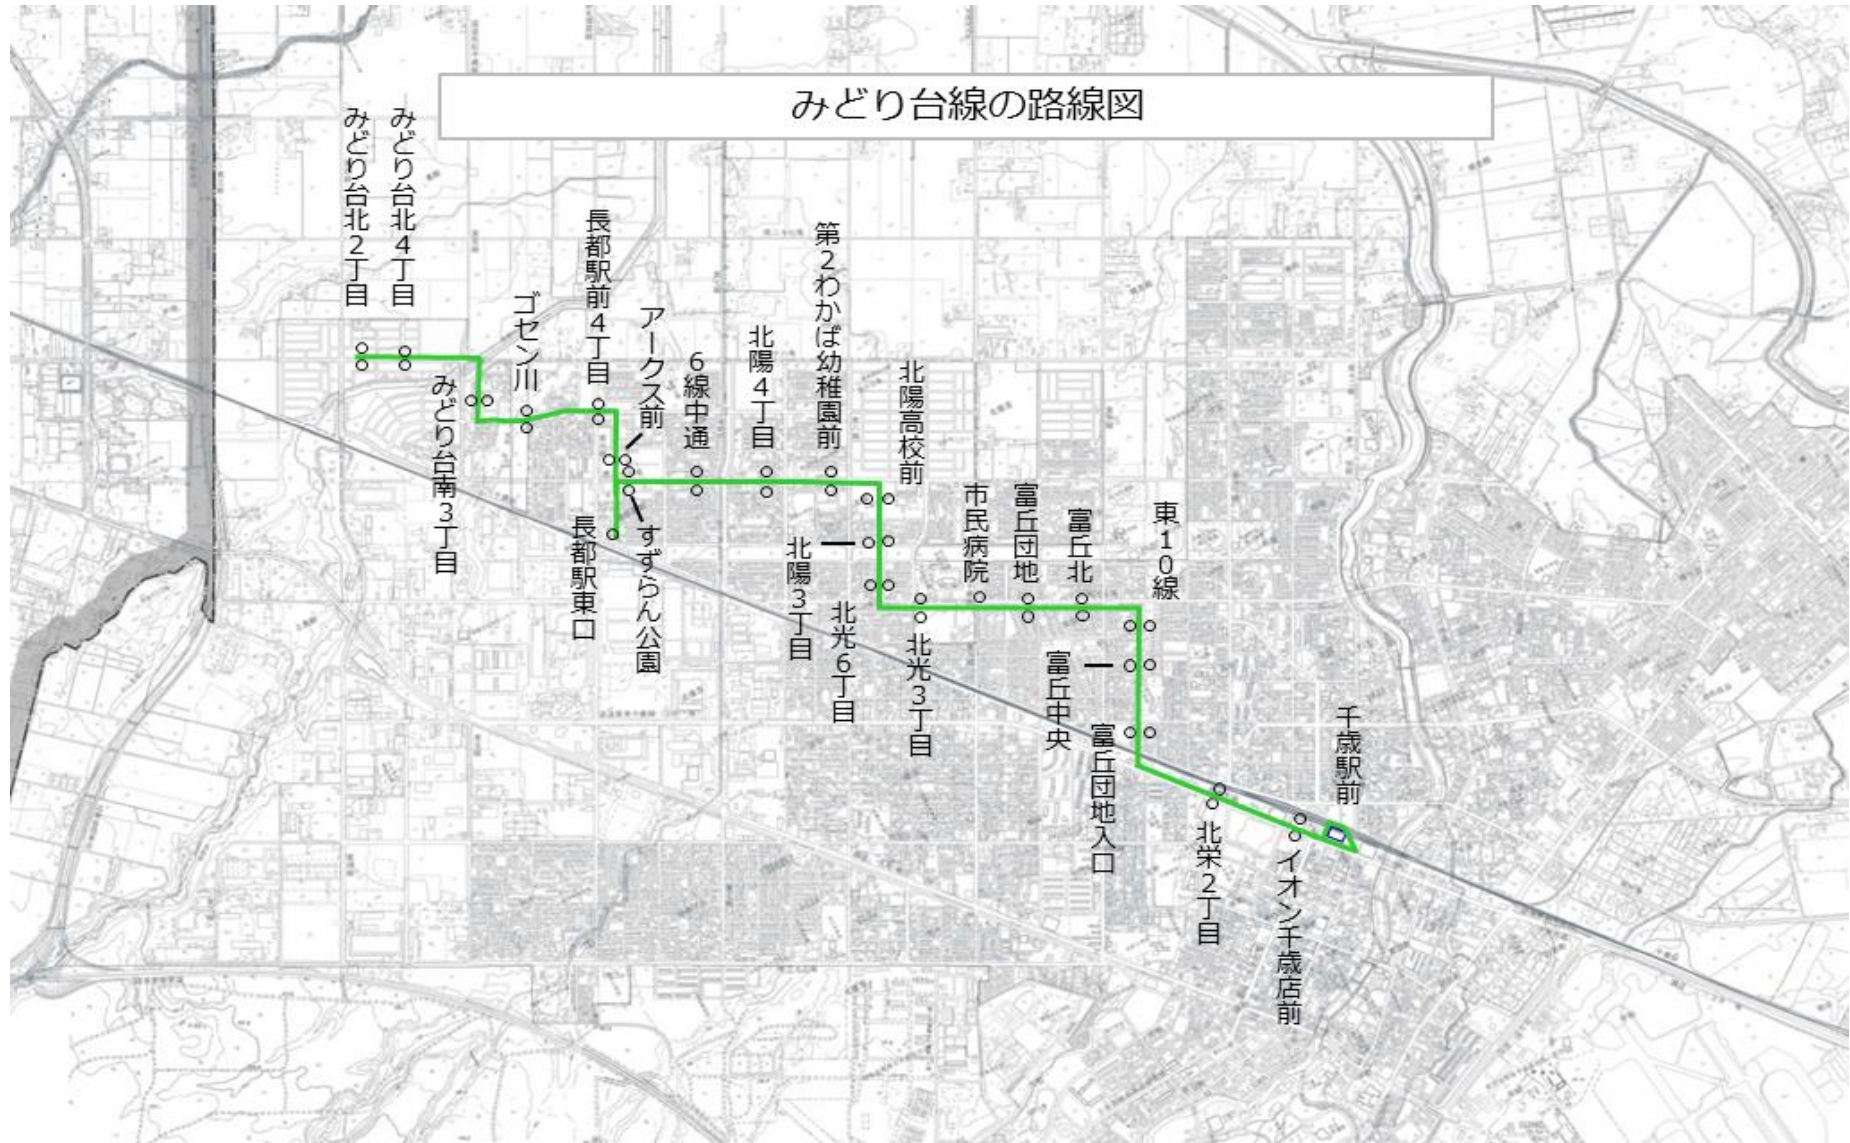 みどり台線の路線図
みどり台北２丁目
みどり台北４丁目
みどり台南３丁目
ゴセン川
長都駅前４丁目
アークス前
長都駅東口
すずらん公園
６線中通
北陽４丁目
第２わかば幼稚園前
北陽高校前
北陽３丁目
北光６丁目
北光３丁目
市民病院
富丘団地
富丘北
東１０線
富丘中央
富丘団地入口
北栄２丁目
イオン千歳店前
千歳駅前